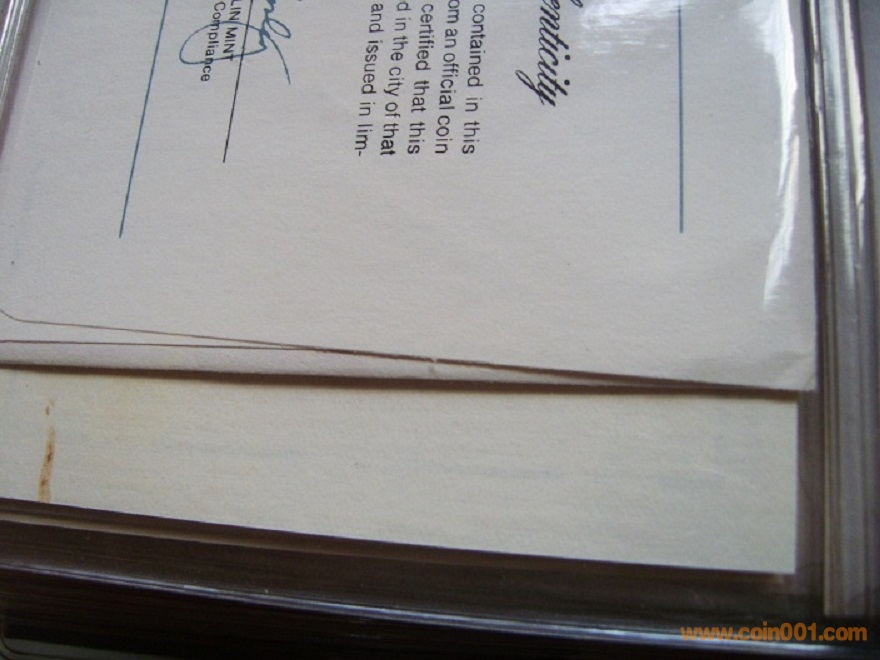 enticity
contained in this
om an official coin
certified that this
d in the city of that
and issued in lim-
LIN MINT
Compliance
www.coin001.com